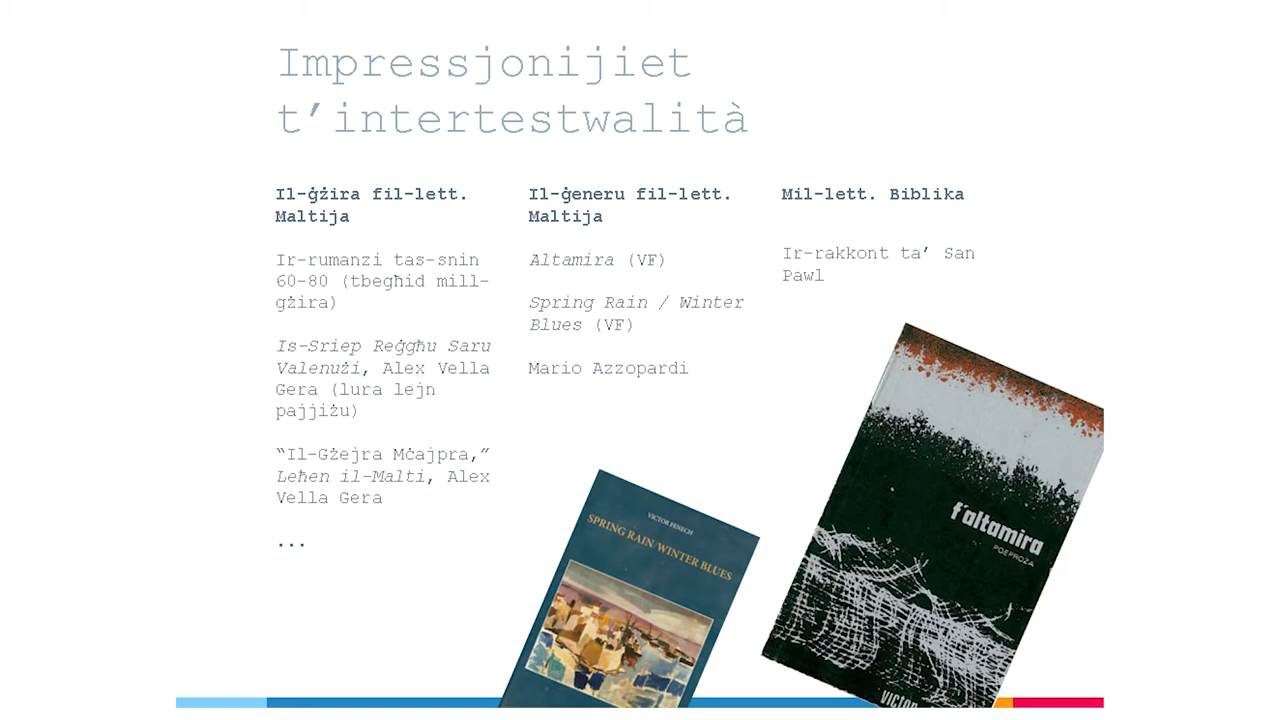 Impressjonijiet
t’intertestwalità
Il-ġżira fil-lett.
Maltija
Ir-rumanzi tas-snin
60-80 (tbegħid mill-
gżira)
Is-Sriep Reġgħu Saru
Valenużi, Alex Vella
Gera (lura lejn
pajjiżu)
“Il-Gżejra Mċajpra,”
Leħen il-Malti, Alex
Vella Gera
...
Il-ġeneru fil-lett.
Maltija
Altamira (VF)
Spring Rain / Winter
Blues (VF)
Mario Azzopardi
Mil-lett. Biblika
Ir-rakkont ta’ San
Pawl
VICTOR FENECH
SPRING RAIN/WINTER BLUES
f'altamira
POEPROŻA
VICTOR